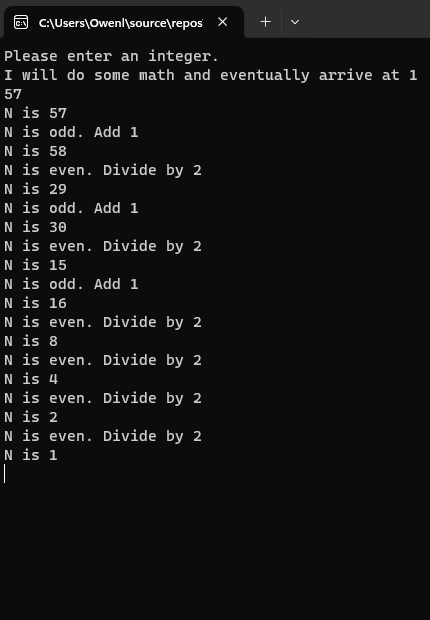 C:\Users\Owenl\source\repos
Please enter an integer.
I will do some math and eventually arrive at 1
57
N is 57
N is odd. Add 1
N is 58
N is even. Divide by 2
N is 29
N is odd. Add 1
N is 30
N is even. Divide by 2
N is 15
N is odd. Add 1
N is 16
N is even. Divide by 2
N is 8
N is even. Divide by 2
N is 4
N is even. Divide by 2
N is 2
N is even. Divide by 2
N is 1